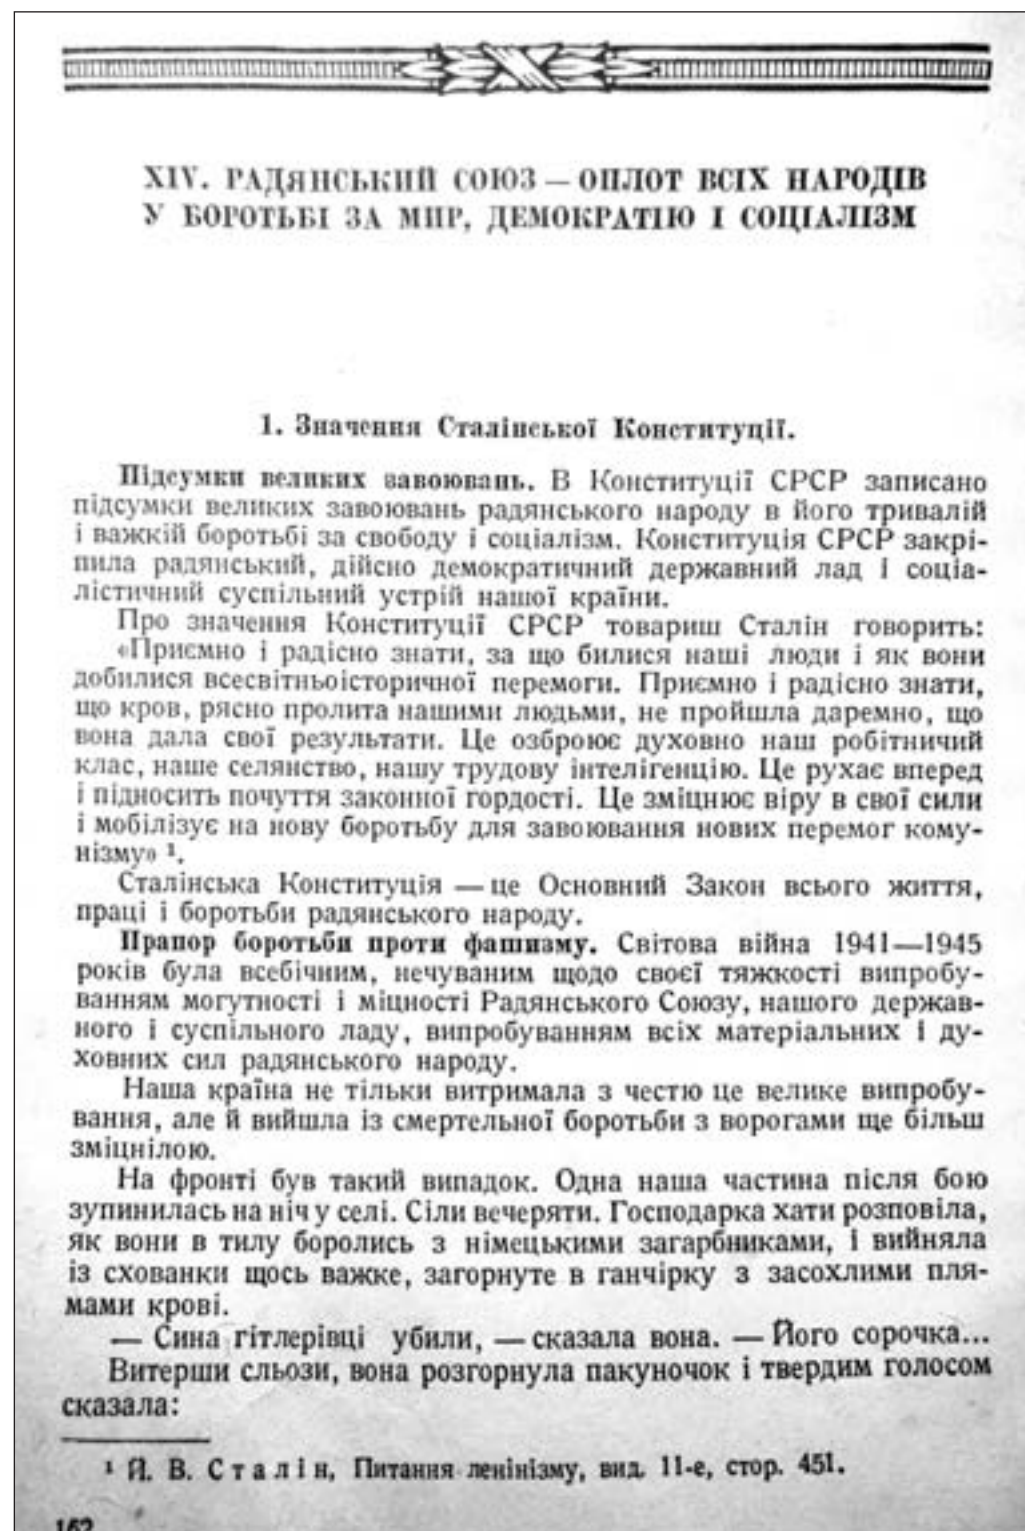 XIV. РАДЯНСЬКИЙ СОЮЗ — ОПЛОТ ВСІХ НАРОДІВ
У БОРОТЬБІ ЗА МИР, ДЕМОКРАТІЮ І СОЦІАЛІЗМ
1. Значення Сталінської Конституції.
Підсумки великих завоювань. В Конституції СРСР записано
підсумки великих завоювань радянського народу в його тривалій
і важкій боротьбі за свободу і соціалізм. Конституція СРСР закрі-
пила радянський, дійсно демократичний державний лад і соціа-
лістичний суспільний устрій нашої країни.
Про значення Конституції СРСР товариш Сталін говорить:
«Приємно і радісно знати, за що билися наші люди і як вони
добилися всесвітньоісторичної перемоги. Приємно і радісно знати,
що кров, рясно пролита нашими людьми, не пройшла даремно, що
вона дала свої результати. Це озброює духовно наш робітничий
клас, наше селянство, нашу трудову інтелігенцію. Це рухає вперед
і підносить почуття законної гордості. Це зміцнює віру в свої сили
і мобілізує на нову боротьбу для завоювання нових перемог кому-
нізму» ¹.
Сталінська Конституція — це Основний Закон всього життя,
праці і боротьби радянського народу.
Прапор боротьби проти фашизму. Світова війна 1941—1945
років була всебічним, нечуваним щодо своєї тяжкості випробу-
ванням могутності і міцності Радянського Союзу, нашого держав-
ного і суспільного ладу, випробуванням всіх матеріальних і ду-
ховних сил радянського народу.
Наша країна не тільки витримала з честю це велике випробу-
вання, але й вийшла із смертельної боротьби з ворогами ще більш
зміцнілою.
На фронті був такий випадок. Одна наша частина після бою
зупинилась на ніч у селі. Сіли вечеряти. Господарка хати розповіла,
як вони в тилу боролись з німецькими загарбниками, і вийняла
із схованки щось важке, загорнуте в ганчірку з засохлими пля-
мами крові.
— Сина гітлерівці убили, — сказала вона. — Його сорочка...
Витерши сльози, вона розгорнула пакуночок і твердим голосом
сказала:
¹ Й. В. Сталін, Питання ленінізму, вид. 11-е, стор. 451.
162